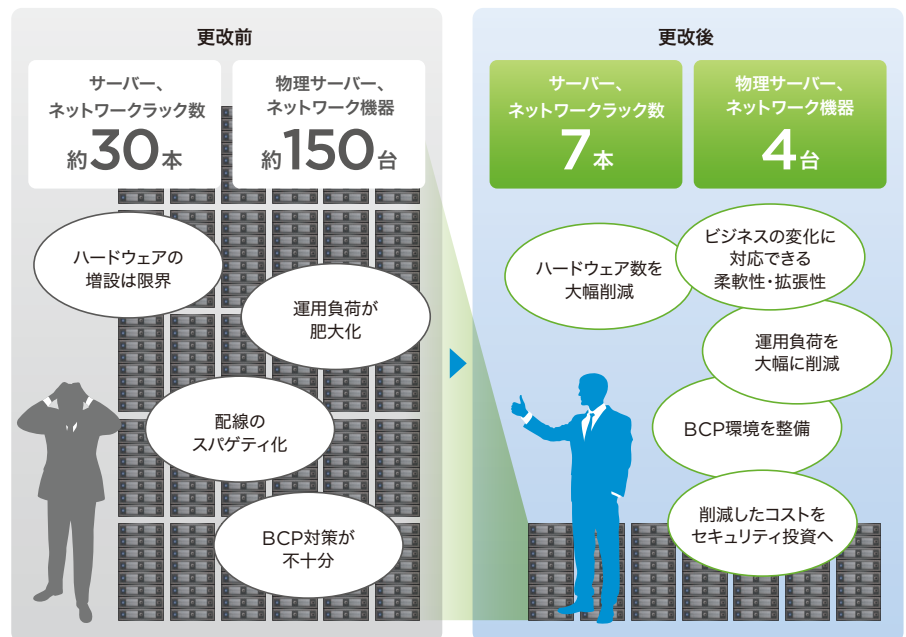 更改前
サーバー、
ネットワークラック数
約30本
物理サーバー、
ネットワーク機器
約150台
ハードウェアの
増設は限界
運用負荷が
肥大化
配線の
スパゲティ化
BCP対策が
不十分
更改後
サーバー、
ネットワークラック数
7本
物理サーバー、
ネットワーク機器
4台
ハードウェア数を
大幅削減
ビジネスの変化に
対応できる
柔軟性・拡張性
運用負荷を
大幅に削減
BCP環境を整備
削減したコストを
セキュリティ投資へ